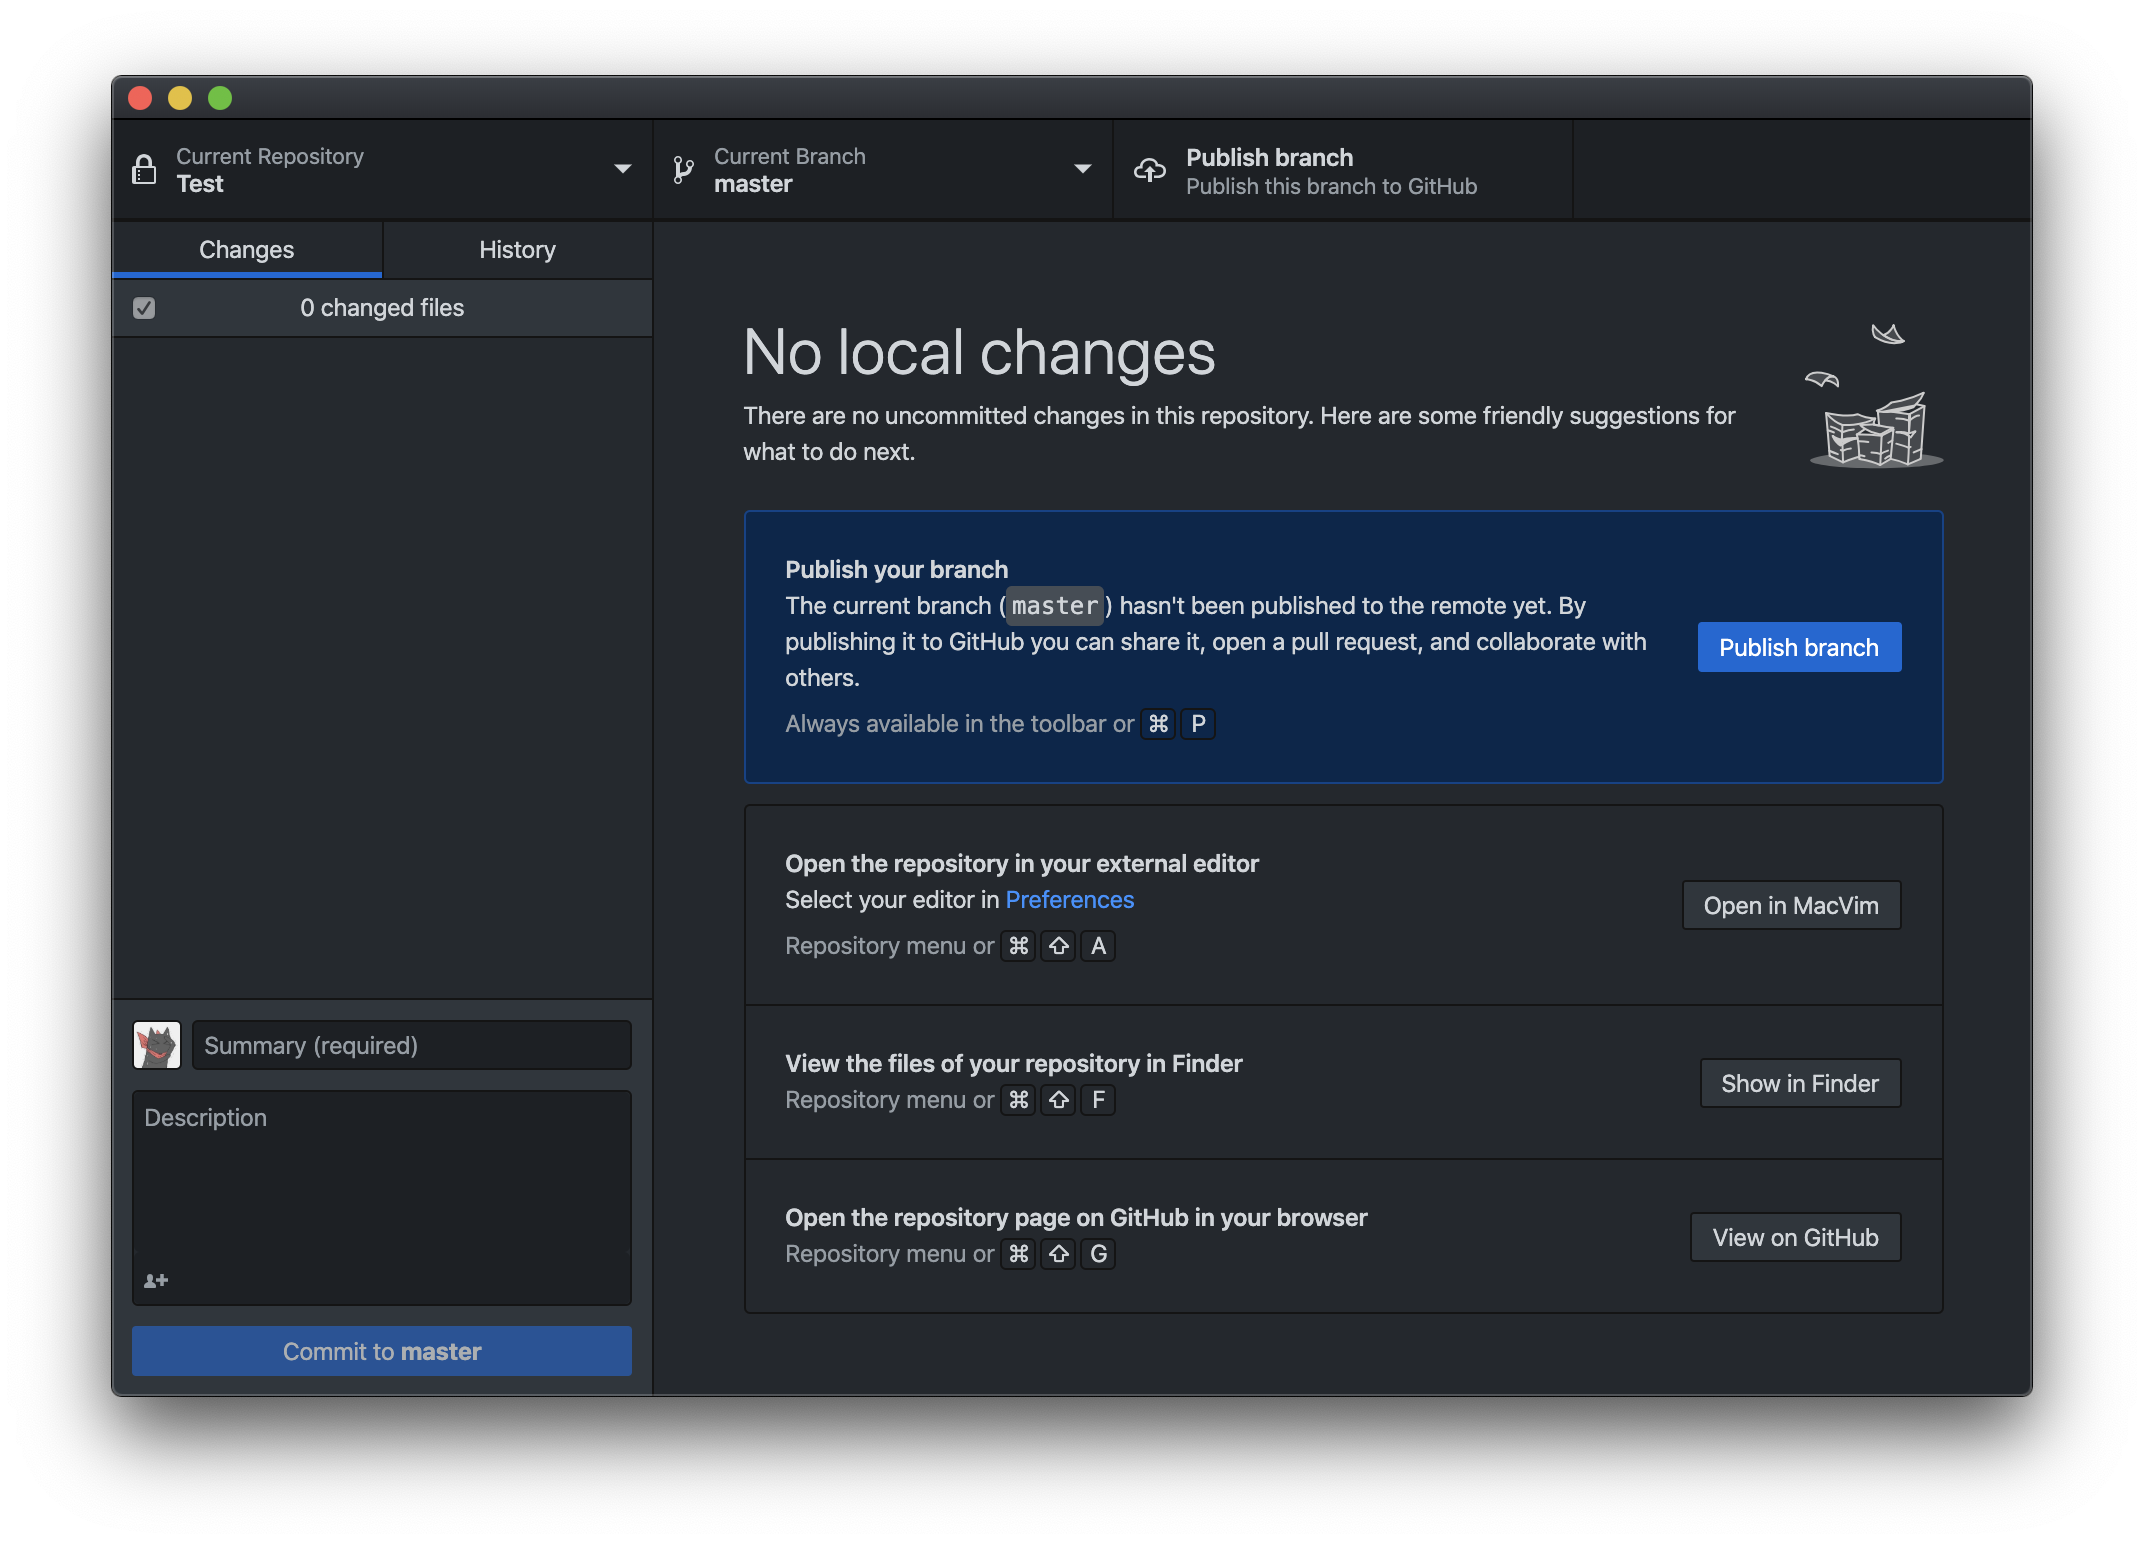 Current Repository
Test
Current Branch
master
Publish branch
Publish this branch to GitHub
Changes
History
0 changed files
No local changes
There are no uncommitted changes in this repository. Here are some friendly suggestions for
what to do next.
Publish your branch
The current branch (master) hasn't been published to the remote yet. By
publishing it to GitHub you can share it, open a pull request, and collaborate with
others.
Always available in the toolbar or ⌘ P
Publish branch
Open the repository in your external editor
Select your editor in Preferences
Repository menu or ⌘ ⇧ A
Open in MacVim
View the files of your repository in Finder
Repository menu or ⌘ ⇧ F
Show in Finder
Open the repository page on GitHub in your browser
Repository menu or ⌘ ⇧ G
View on GitHub
Summary (required)
Description
Commit to master